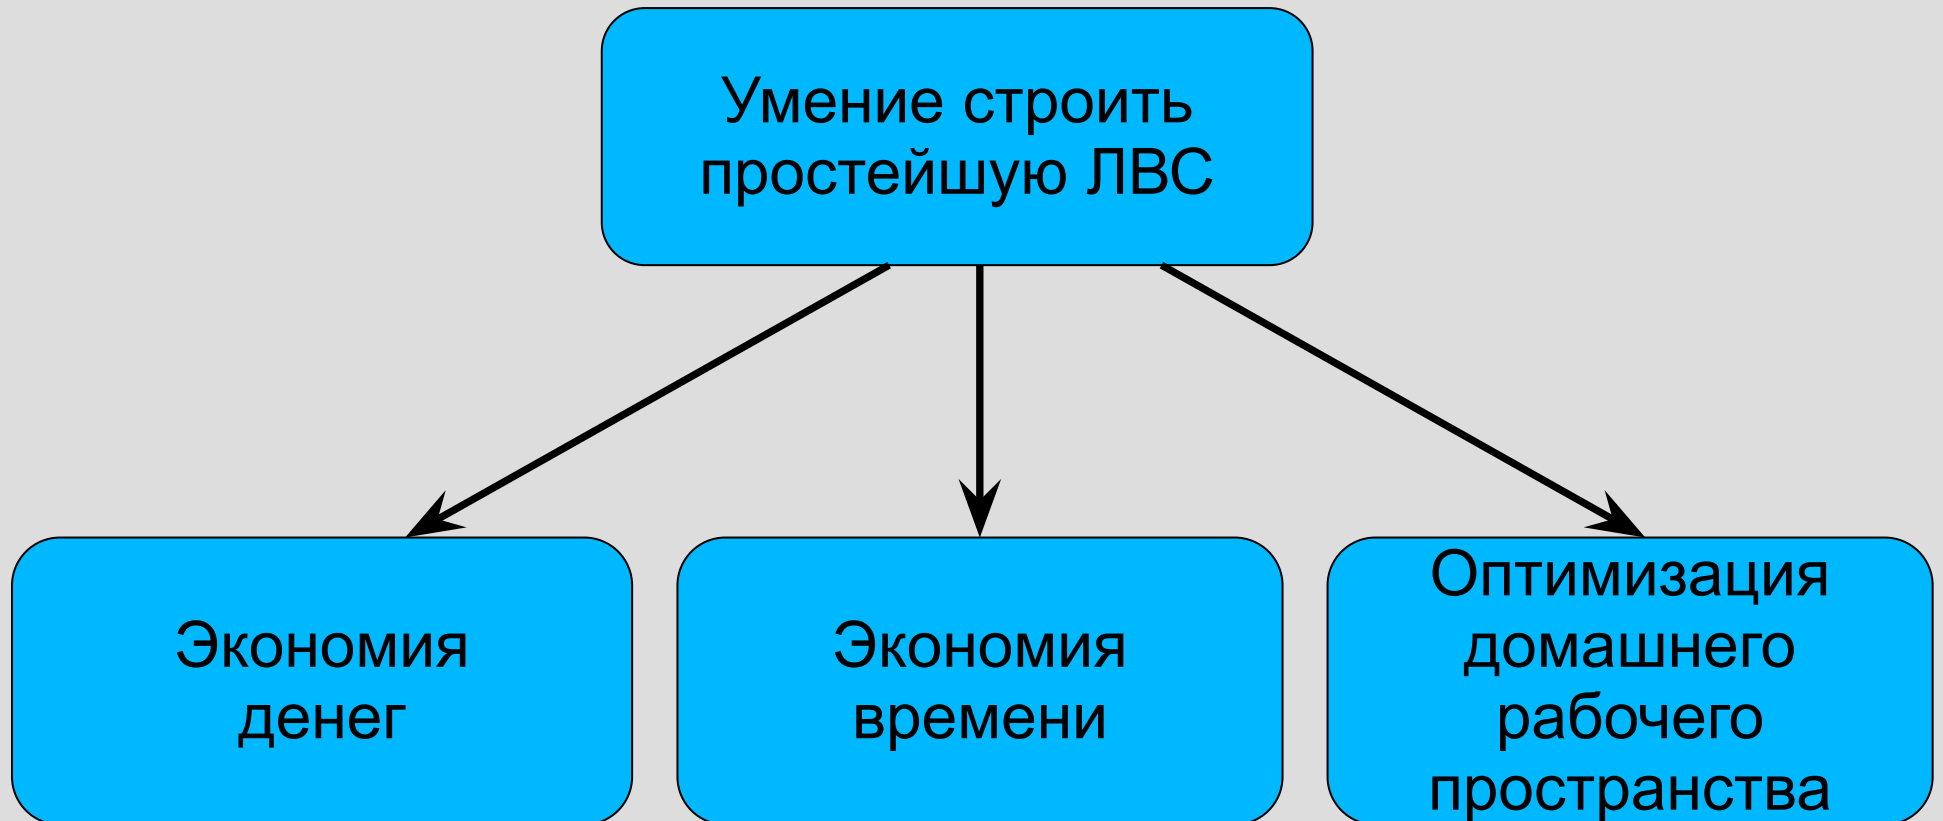 Умение строить
простейшую ЛВС
Экономия
денег
Экономия
времени
Оптимизация
домашнего
рабочего
пространства